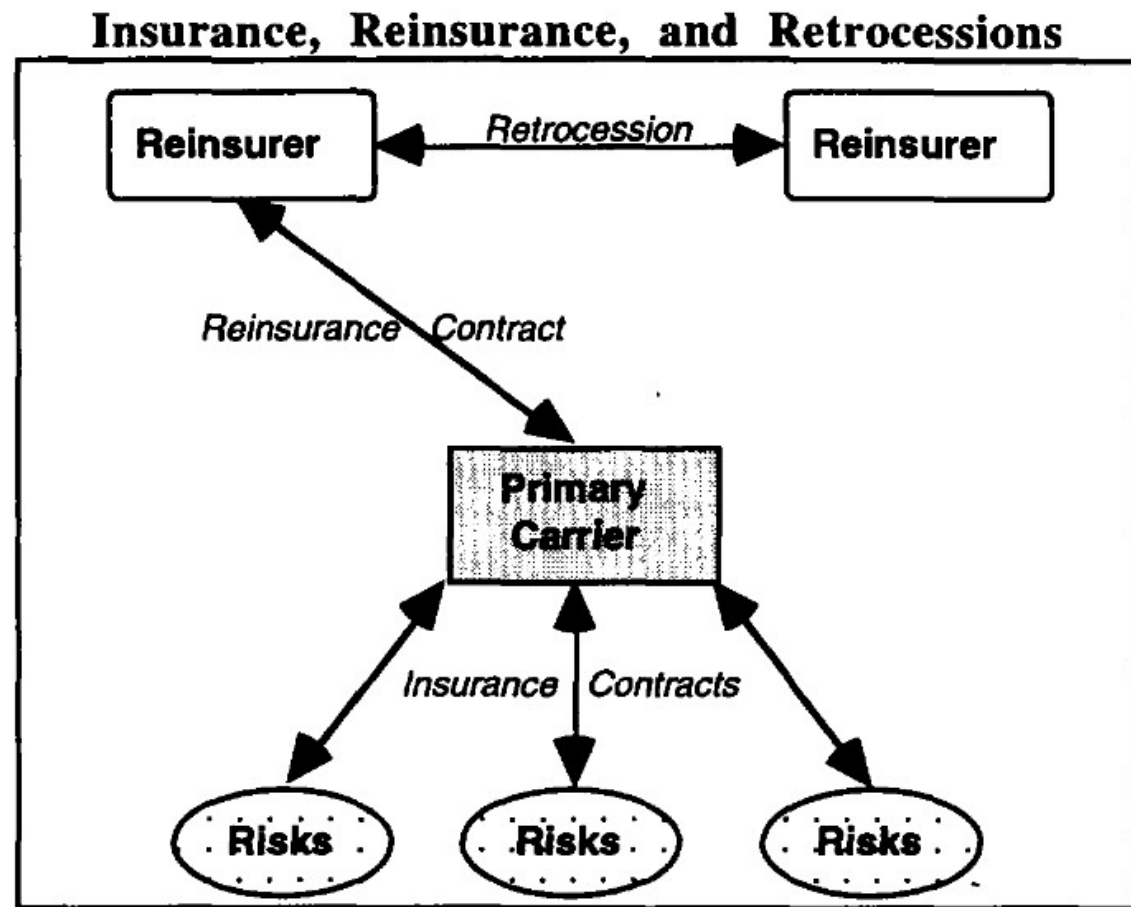 Insurance, Reinsurance, and Retrocessions
Reinsurer
Retrocession
Reinsurer
Reinsurance Contract
Primary
Carrier
Insurance Contracts
Risks
Risks
Risks